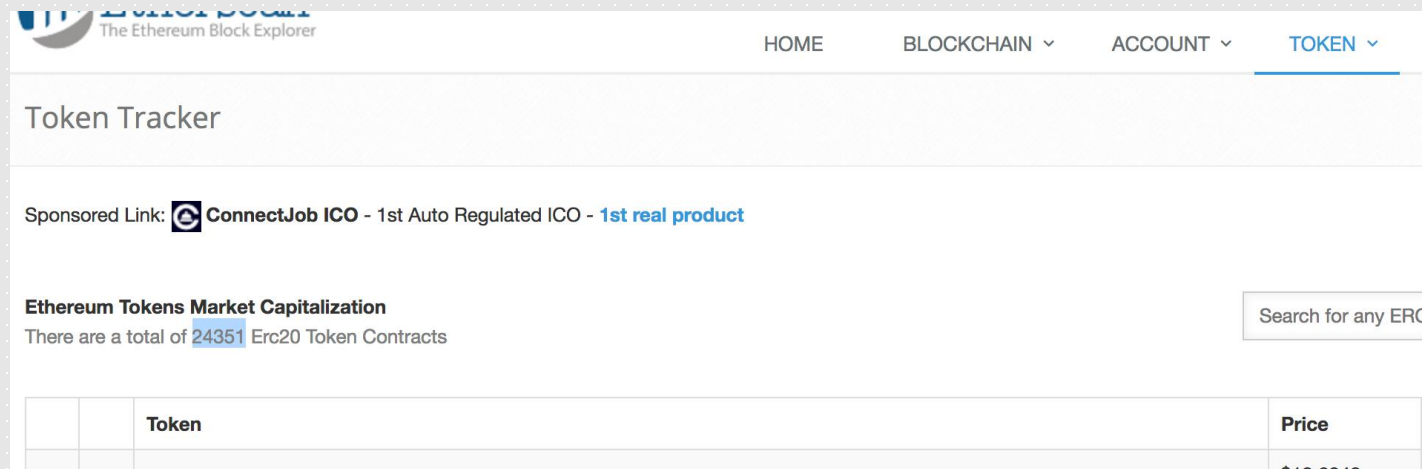 The Ethereum Block Explorer
HOME BLOCKCHAIN ACCOUNT TOKEN
Token Tracker
Sponsored Link: ConnectJob ICO - 1st Auto Regulated ICO - 1st real product
Ethereum Tokens Market Capitalization
There are a total of 24351 Erc20 Token Contracts
Search for any ERC
Token Price